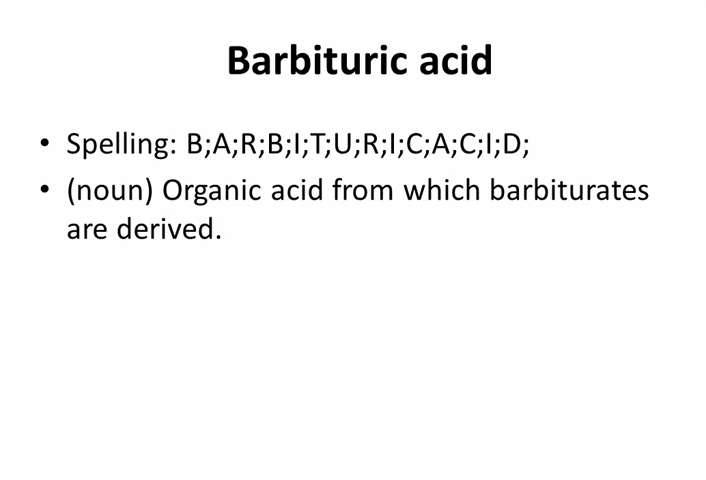 Barbituric acid
• Spelling: B;A;R;B;I;T;U;R;I;C;A;C;I;D;
• (noun) Organic acid from which barbiturates
are derived.